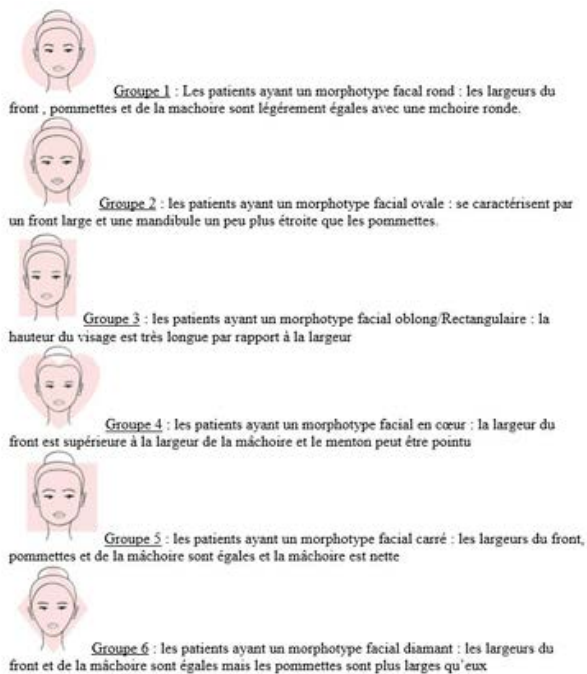 Groupe 1 : Les patients ayant un morphotype facal rond : les largeurs du
front , pommettes et de la machoire sont légérement égales avec une mchoire ronde.
Groupe 2 : les patients ayant un morphotype facial ovale : se caractérisent par
un front large et une mandibule un peu plus étroite que les pommettes.
Groupe 3 : les patients ayant un morphotype facial oblong/Rectangulaire : la
hauteur du visage est très longue par rapport à la largeur
Groupe 4 : les patients ayant un morphotype facial en cœur : la largeur du
front est supérieure à la largeur de la mâchoire et le menton peut être pointu
Groupe 5 : les patients ayant un morphotype facial carré : les largeurs du front,
pommettes et de la mâchoire sont égales et la mâchoire est nette
Groupe 6 : les patients ayant un morphotype facial diamant : les largeurs du
front et de la mâchoire sont égales mais les pommettes sont plus larges qu’eux